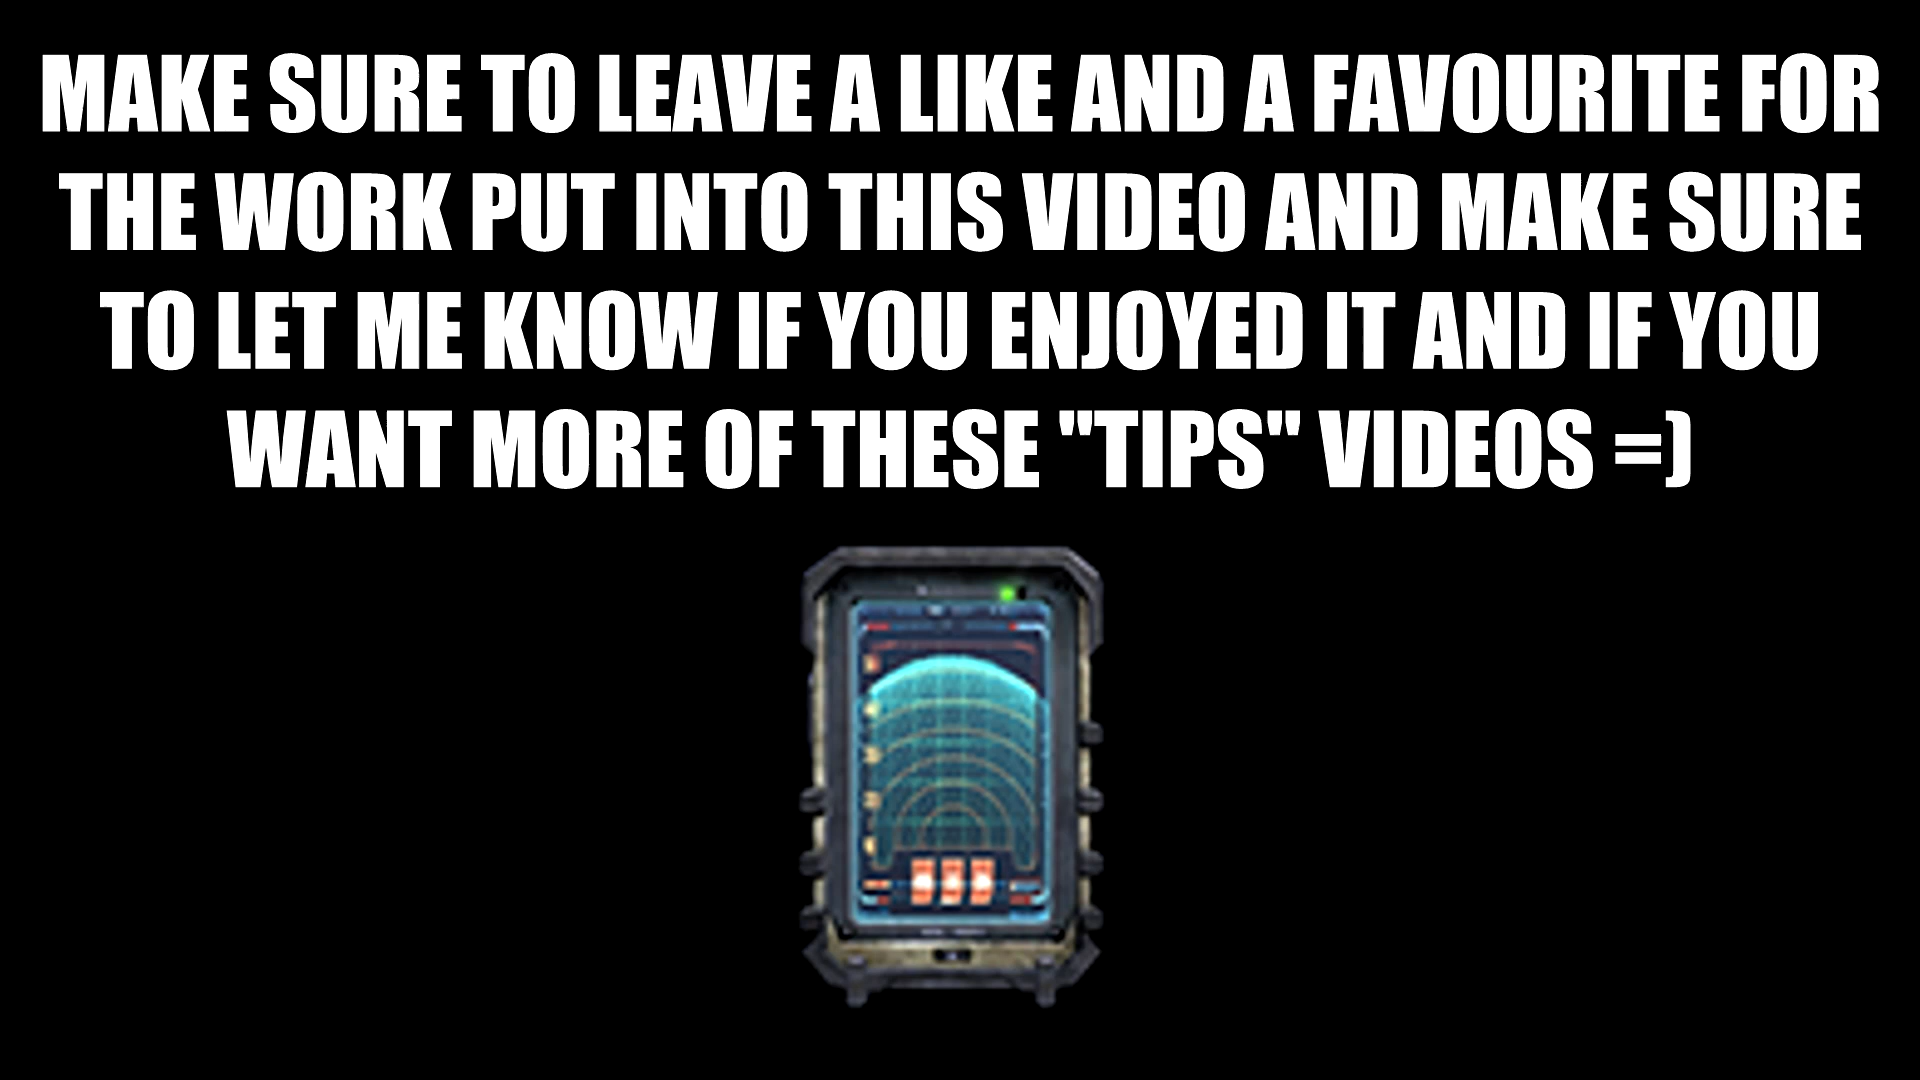 MAKE SURE TO LEAVE A LIKE AND A FAVOURITE FOR
THE WORK PUT INTO THIS VIDEO AND MAKE SURE
TO LET ME KNOW IF YOU ENJOYED IT AND IF YOU
WANT MORE OF THESE "TIPS" VIDEOS =)